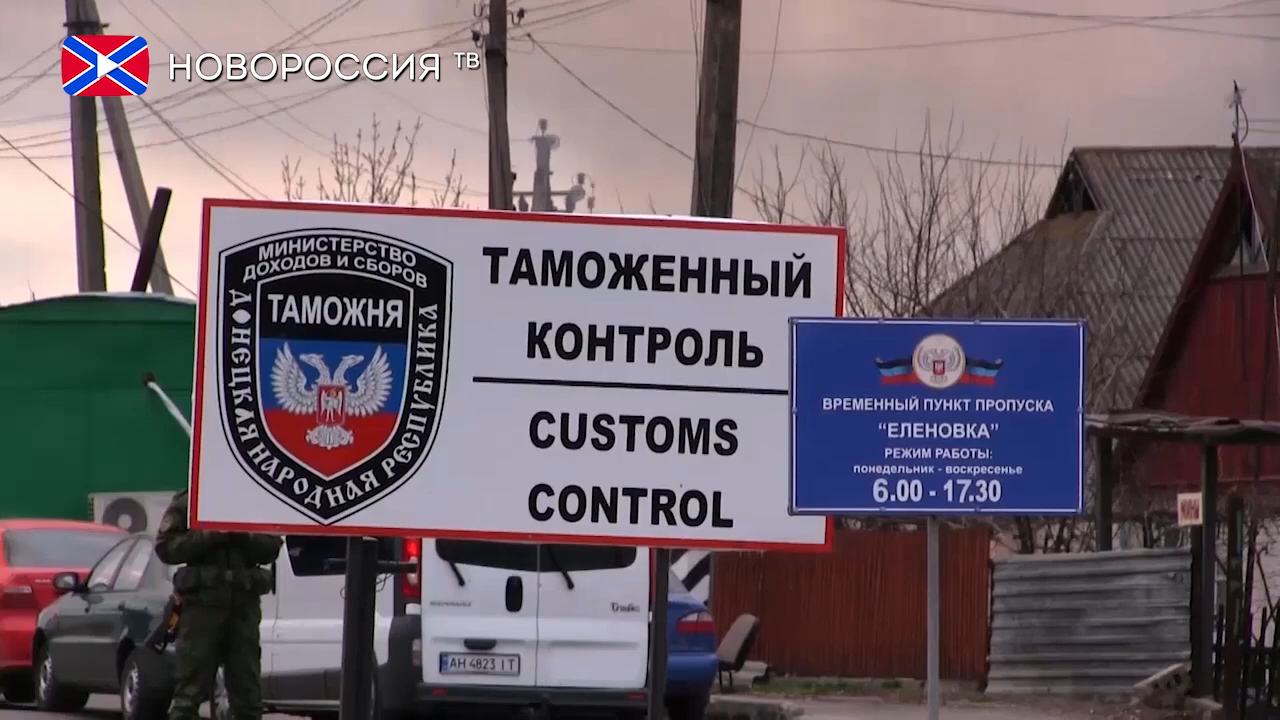 НОВОРОССИЯ ТВ
МИНИСТЕРСТВО
ДОХОДОВ И СБОРОВ
ТАМОЖНЯ
ДОНЕЦКАЯ НАРОДНАЯ РЕСПУБЛИКА
ТАМОЖЕННЫЙ
КОНТРОЛЬ
CUSTOMS
CONTROL
ВРЕМЕННЫЙ ПУНКТ ПРОПУСКА
"ЕЛЕНОВКА"
РЕЖИМ РАБОТЫ:
понедельник - воскресенье
6.00 - 17.30
Trafic
AH 4823 IT